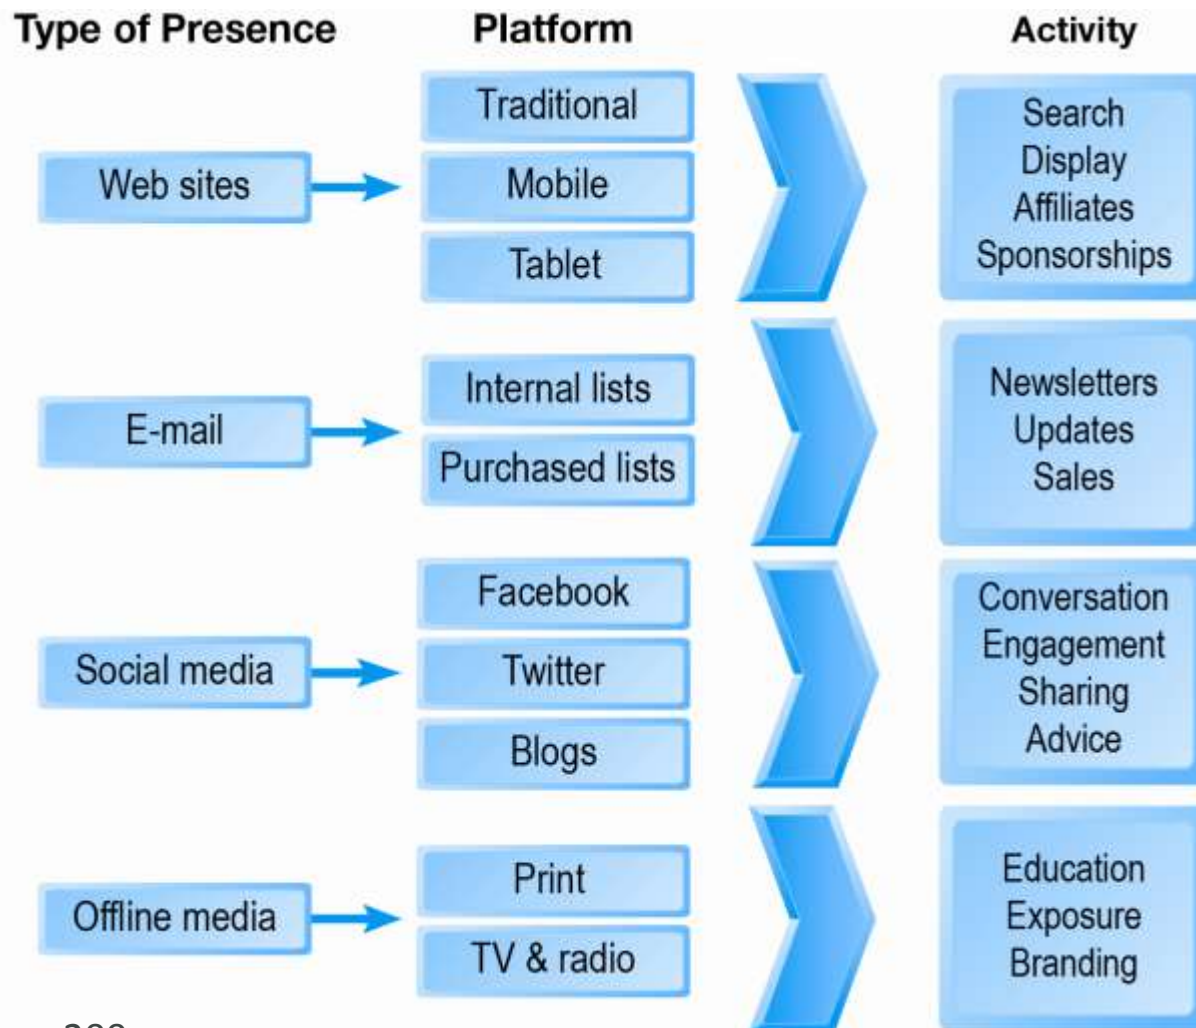 Type of Presence
Platform
Activity
Web sites
Traditional
Mobile
Tablet
Search
Display
Affiliates
Sponsorships
E-mail
Internal lists
Purchased lists
Newsletters
Updates
Sales
Social media
Facebook
Twitter
Blogs
Conversation
Engagement
Sharing
Advice
Offline media
Print
TV & radio
Education
Exposure
Branding